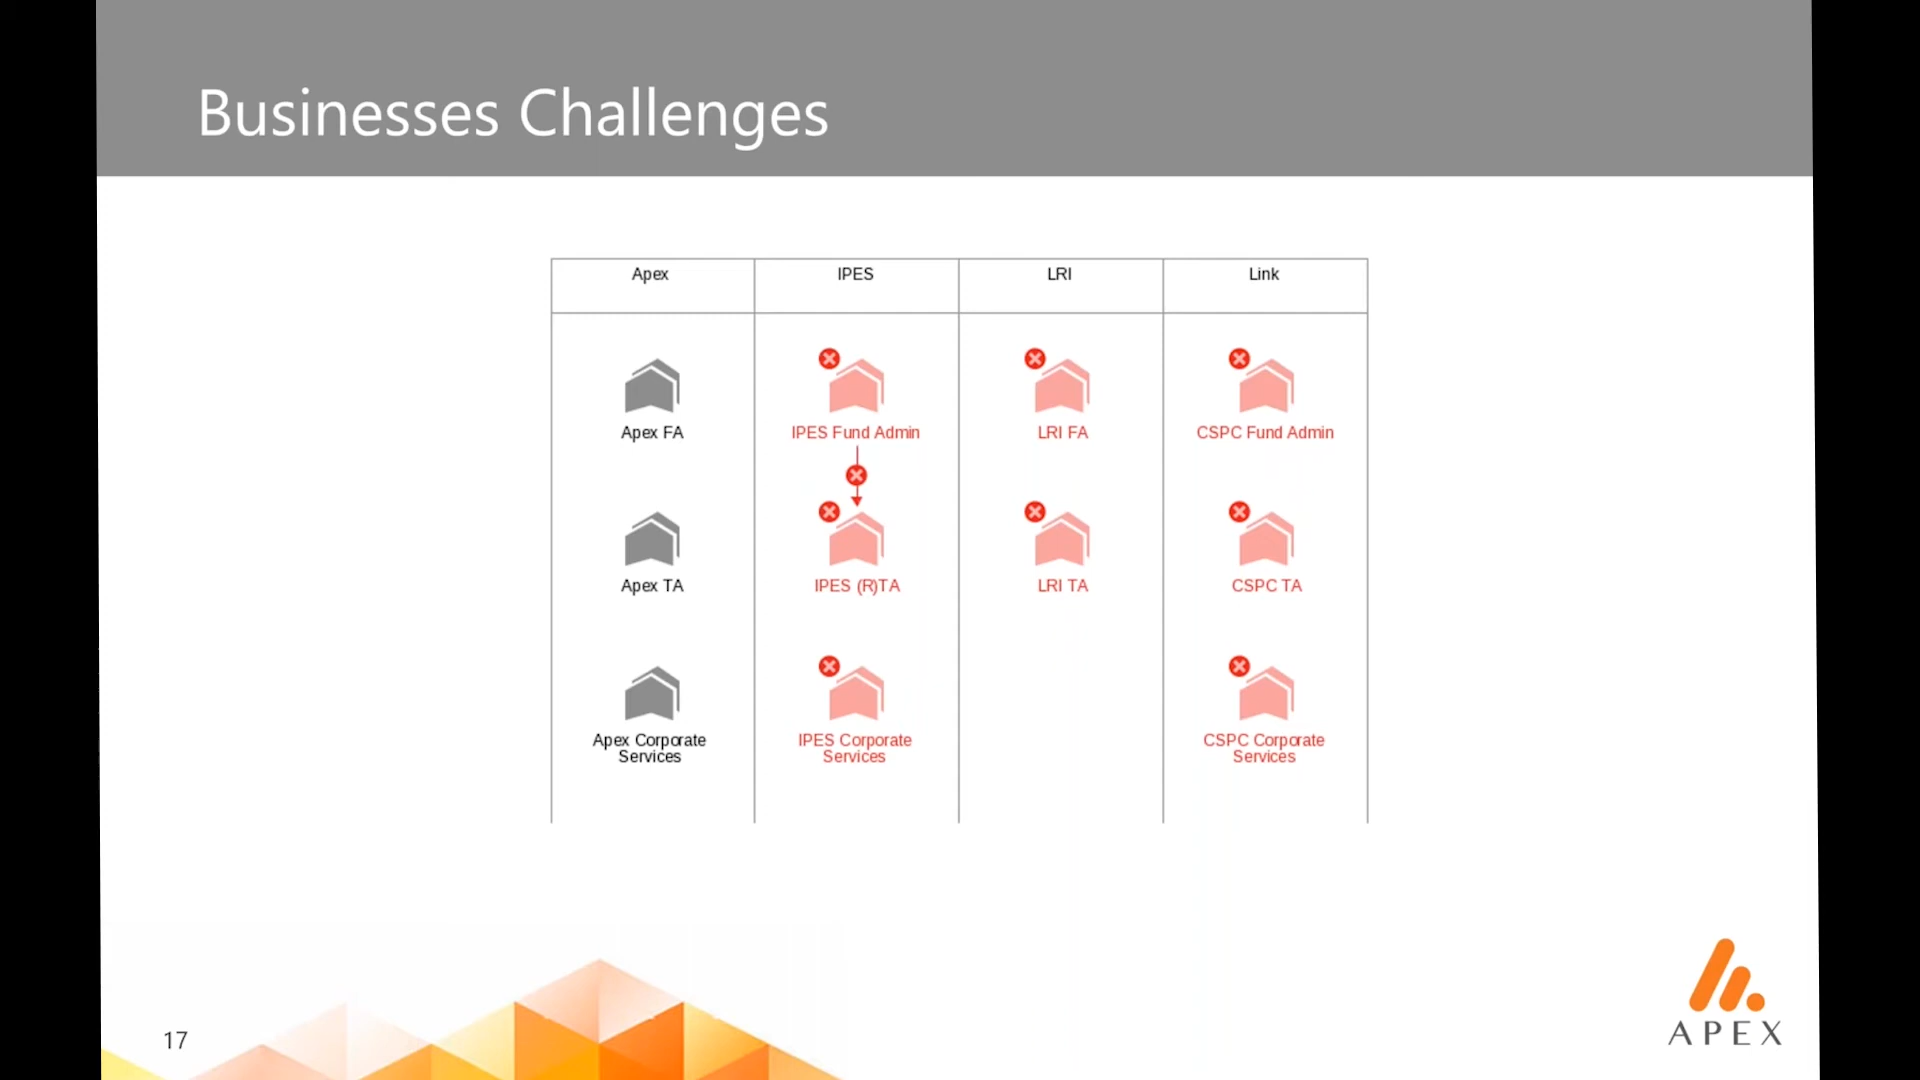 Businesses Challenges
Apex
IPES
LRI
Link
Apex FA
IPES Fund Admin
LRI FA
CSPC Fund Admin
Apex TA
IPES (R)TA
LRI TA
CSPC TA
Apex Corporate
Services
IPES Corporate
Services
CSPC Corporate
Services
17
APEX